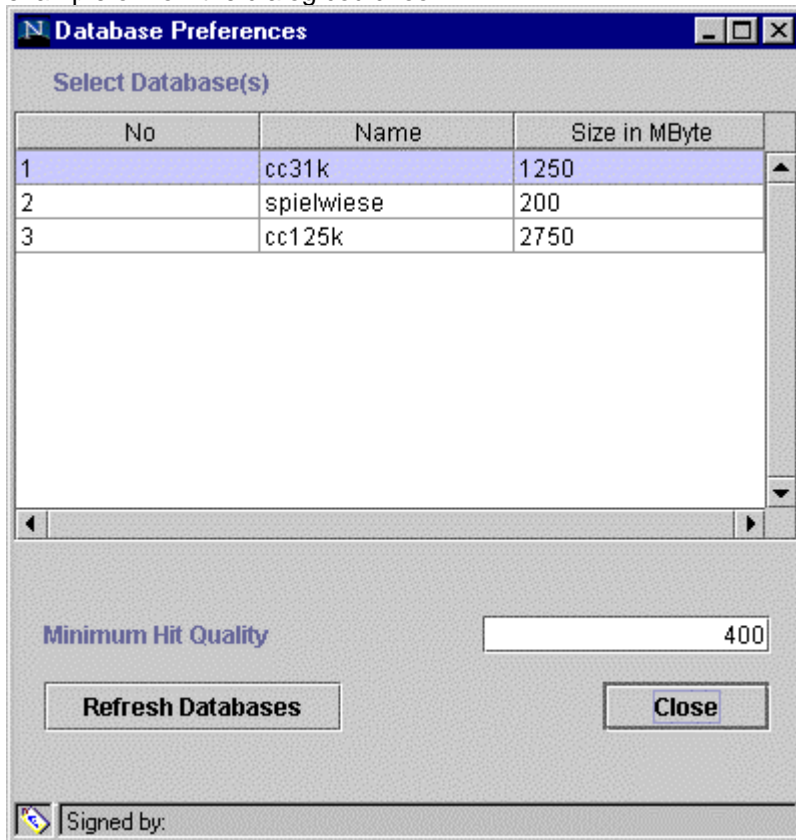 Database Preferences
Select Database(s)
No Name Size in MByte
1 cc31k 1250
2 spielwiese 200
3 cc125k 2750
Minimum Hit Quality 400
Refresh Databases Close
Signed by: